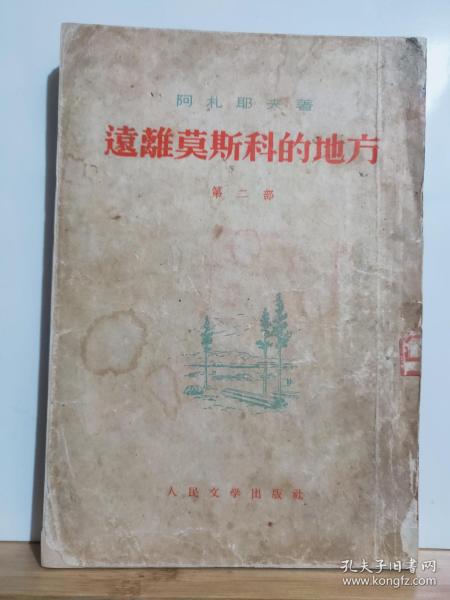 阿札耶夫著
遠離莫斯科的地方
第二部
人民文學出版社
孔夫子旧书网
www.kongfz.com